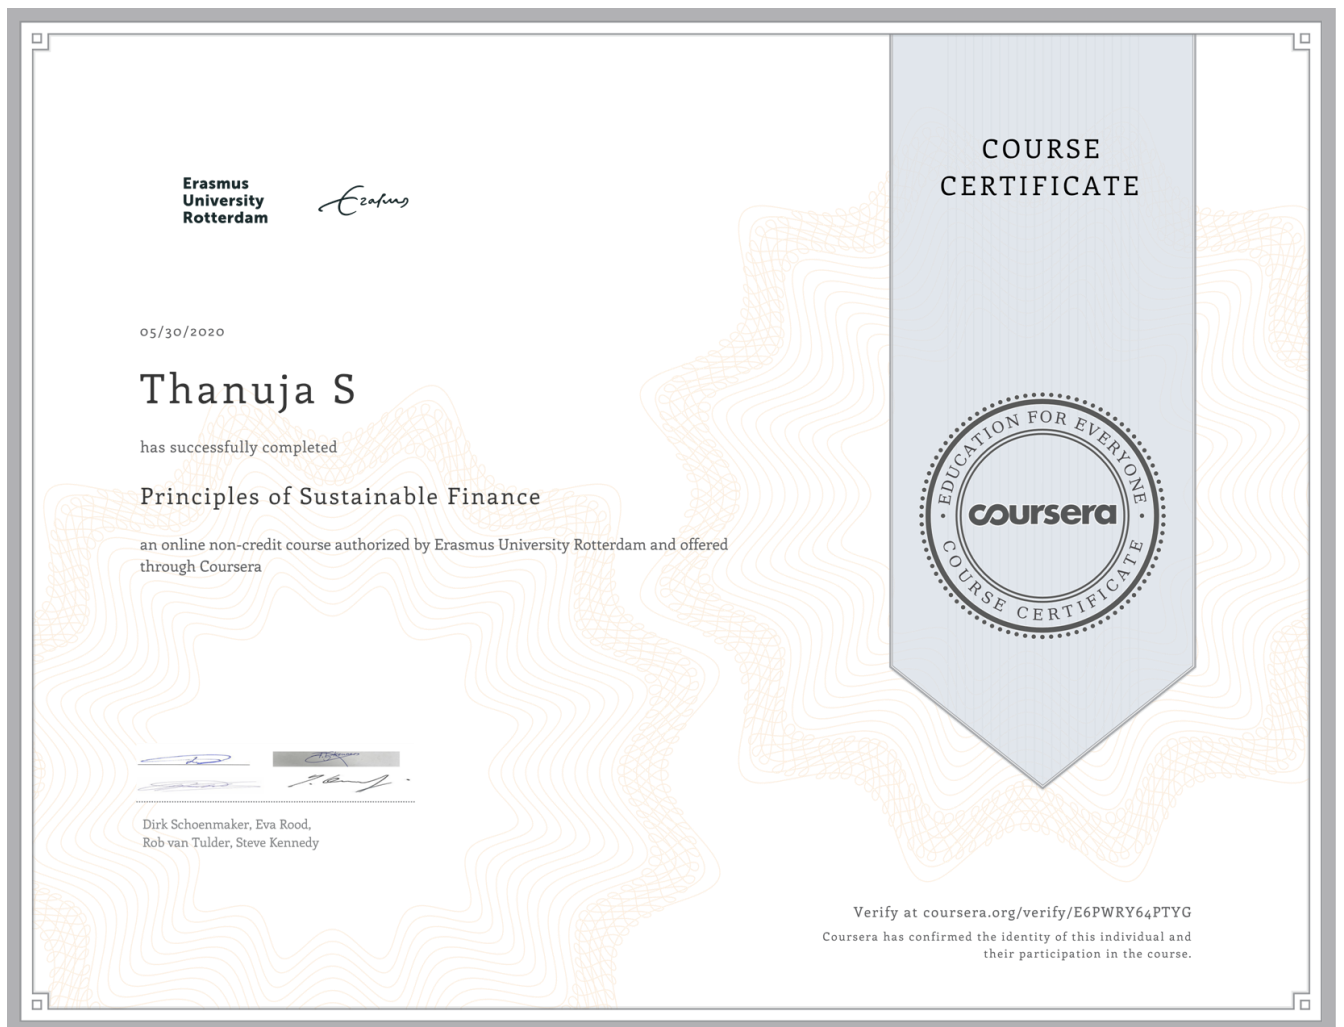 Erasmus
University
Rotterdam
Erasmus
COURSE
CERTIFICATE
05/30/2020
Thanuja S
has successfully completed
Principles of Sustainable Finance
an online non-credit course authorized by Erasmus University Rotterdam and offered
through Coursera
EDUCATION FOR EVERYONE
coursera
COURSE CERTIFICATE
Dirk Schoenmaker, Eva Rood,
Rob van Tulder, Steve Kennedy
Verify at coursera.org/verify/E6PWRY64PTYG
Coursera has confirmed the identity of this individual and
their participation in the course.